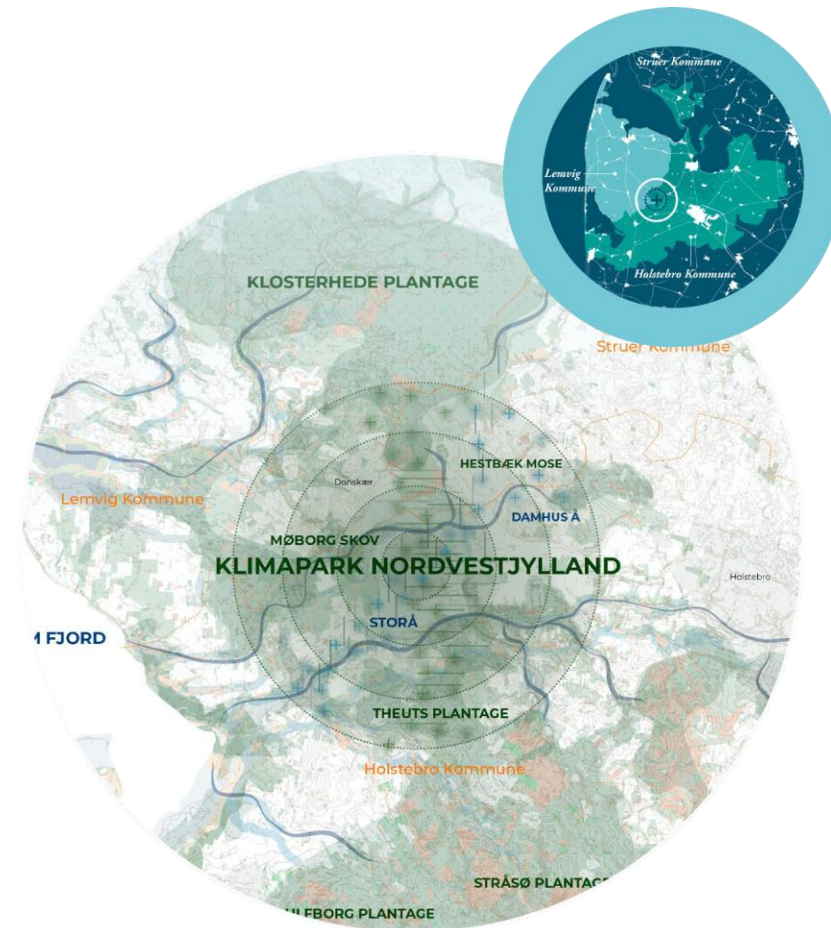 Struer Kommune
Lemvig
Kommune
Holstebro Kommune
KLOSTERHEDE PLANTAGE
Struer Kommune
HESTBÆK MOSE
Danskær
Lemvig Kommune
DAMHUS Å
MØBORG SKOV
KLIMAPARK NORDVESTJYLLAND
Holstebro
STORÅ
M FJORD
THEUTS PLANTAGE
Holstebro Kommune
STRÅSØ PLANTAGE
ULFBORG PLANTAGE